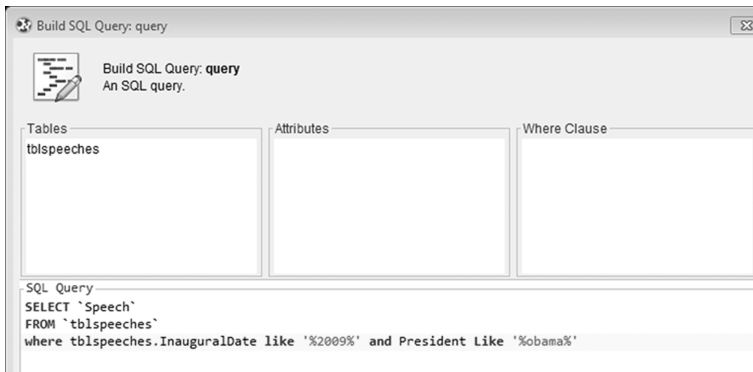 Build SQL Query: query
Build SQL Query: query
An SQL query.
Tables
Attributes
Where Clause
tblspeeches
SQL Query
SELECT `Speech`
FROM `tblspeeches`
where tblspeeches.InauguralDate like '%2009%' and President Like '%obama%'